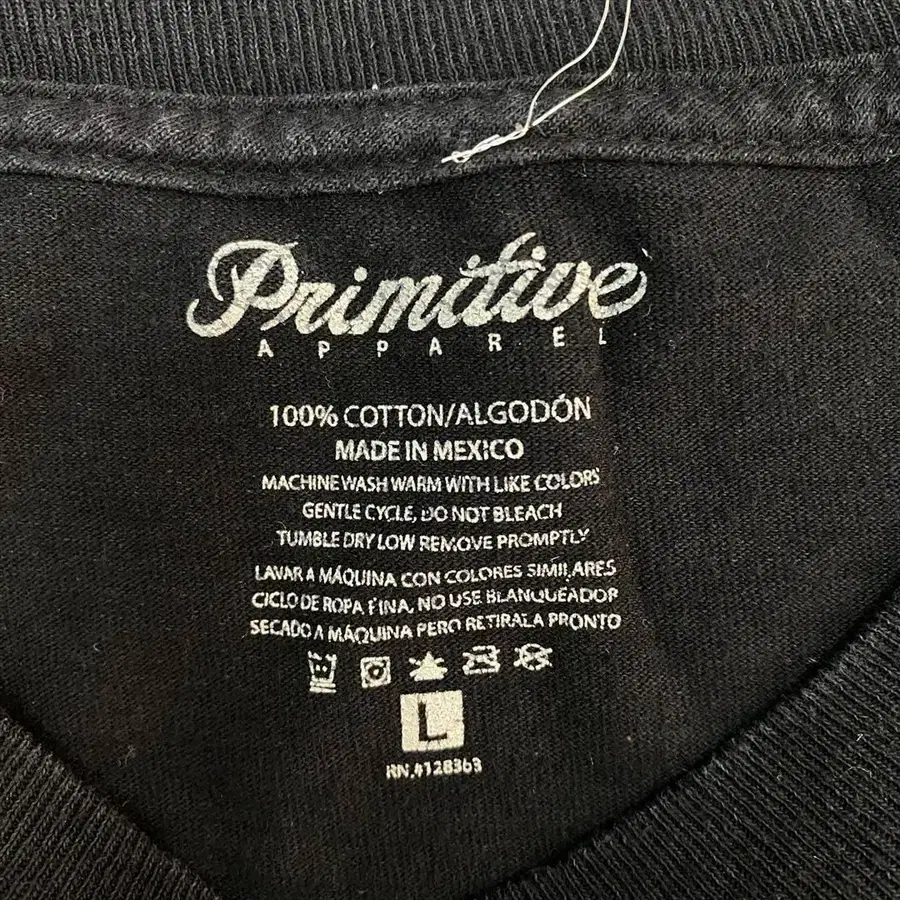 Primitive
APPAREL
100% COTTON/ALGODÓN
MADE IN MEXICO
MACHINE WASH WARM WITH LIKE COLORS
GENTLE CYCLE, DO NOT BLEACH
TUMBLE DRY LOW REMOVE PROMPTLY
LAVAR A MÁQUINA CON COLORES SIMILARES
CICLO DE ROPA FINA, NO USE BLANQUEADOR
SECADO A MÁQUINA PERO RETIRALA PRONTO
L
RN.#128363